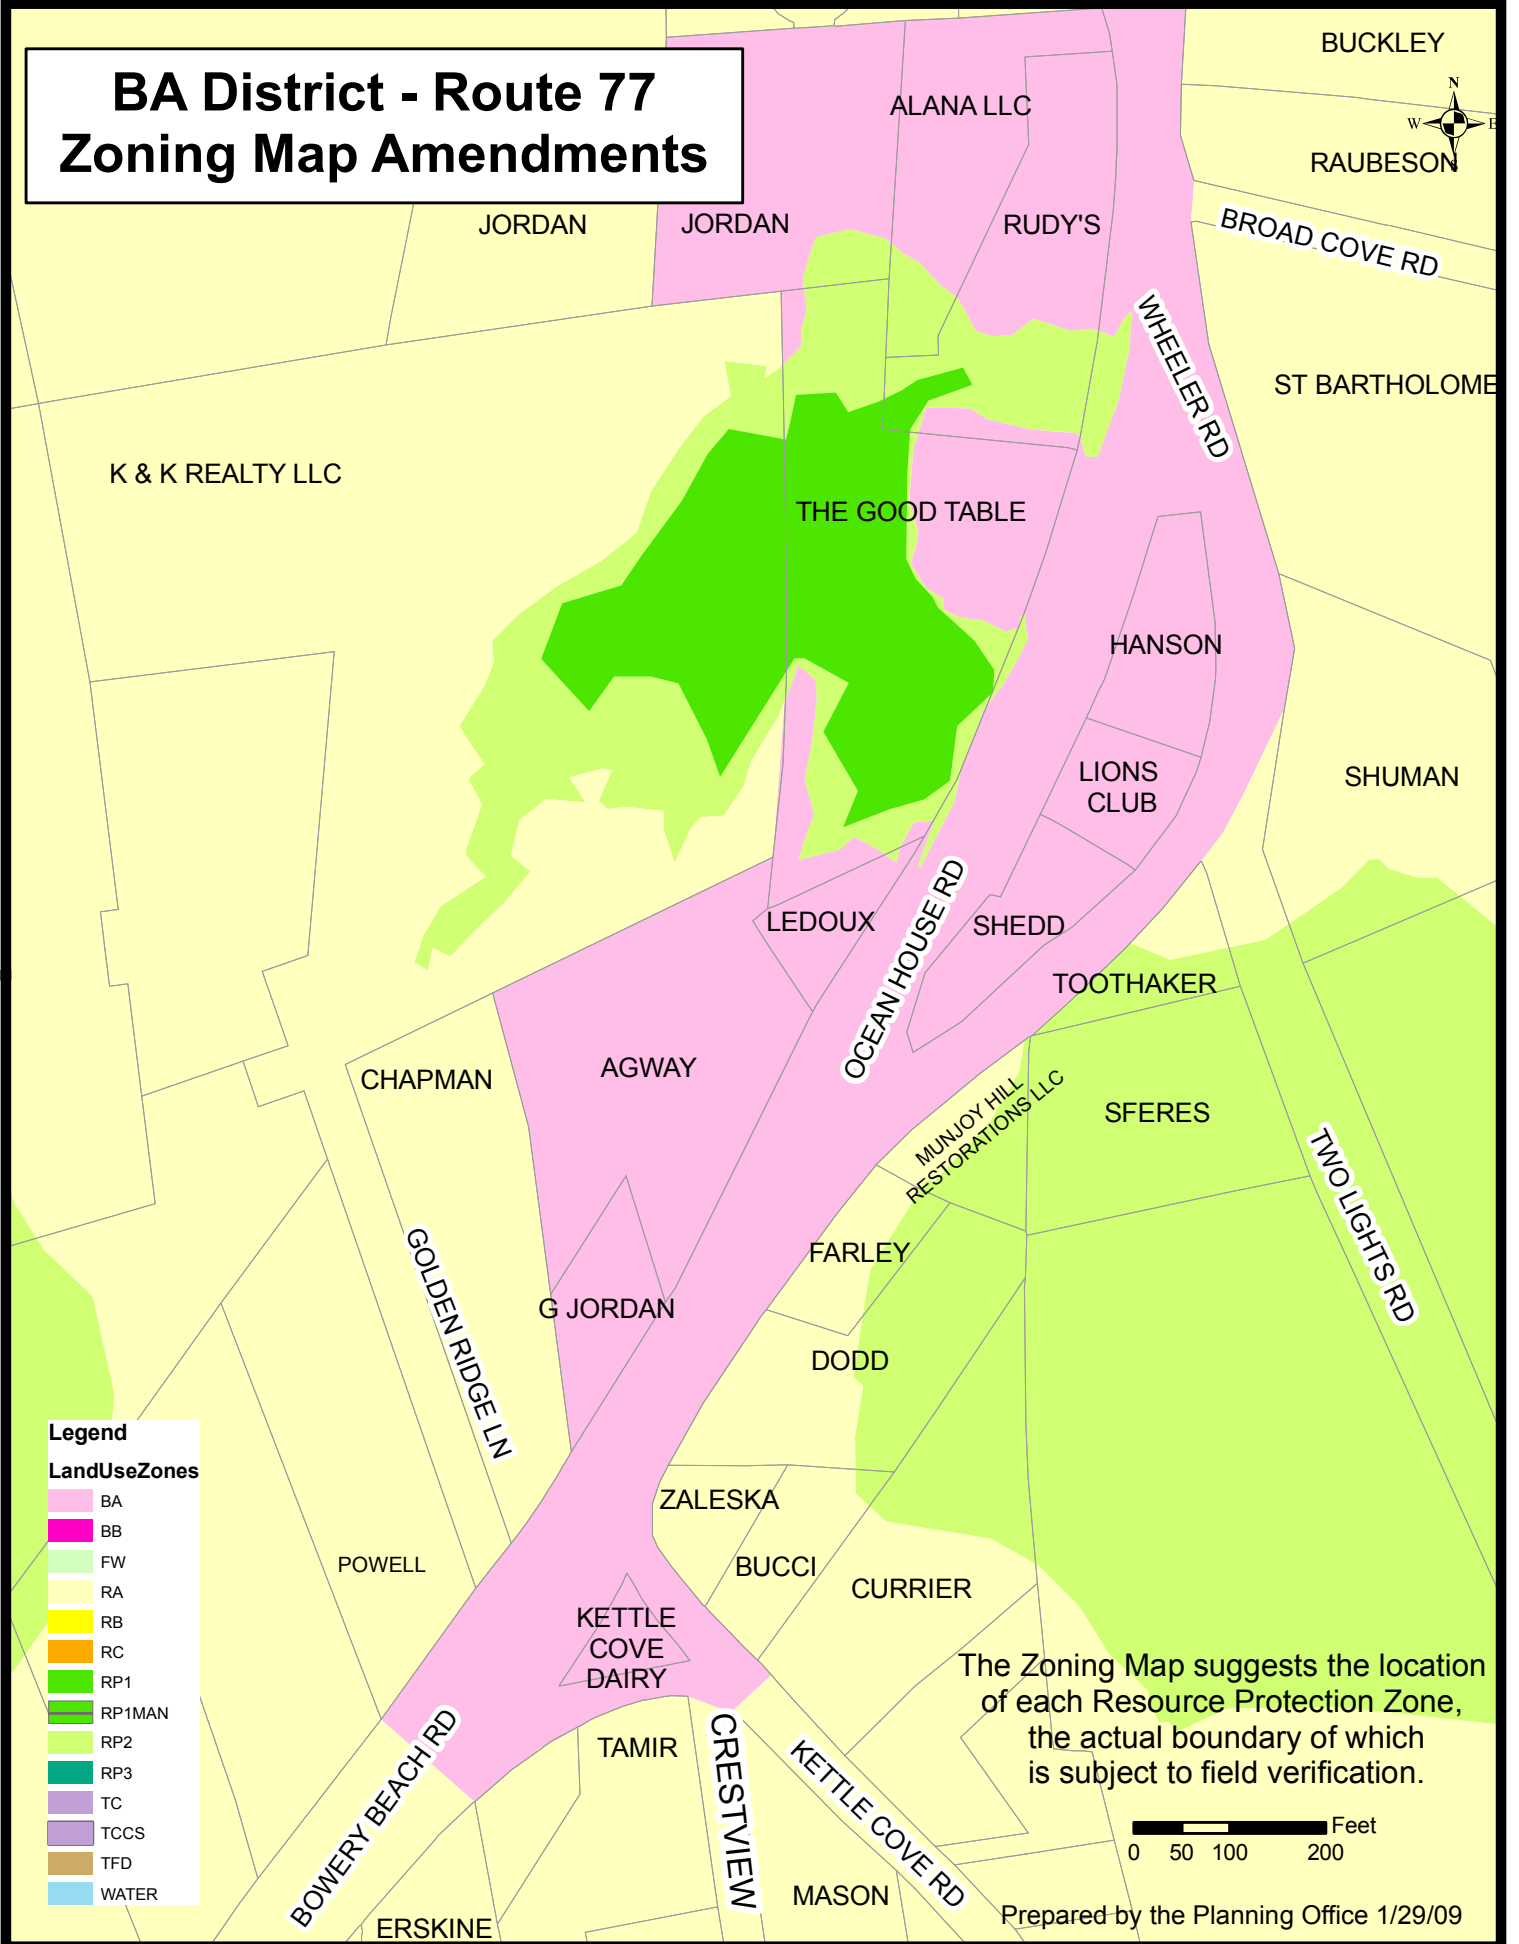 BA District - Route 77
Zoning Map Amendments
BUCKLEY
N
W
E
S
ALANA LLC
RAUBESON
JORDAN
JORDAN
RUDY'S
BROAD COVE RD
WHEELER RD
ST BARTHOLOME
K & K REALTY LLC
THE GOOD TABLE
HANSON
LIONS
CLUB
SHUMAN
LEDOUX
OCEAN HOUSE RD
SHEDD
TOOTHAKER
CHAPMAN
AGWAY
MUNJOY HILL
RESTORATIONS LLC
SFERES
TWO LIGHTS RD
GOLDEN RIDGE LN
FARLEY
G JORDAN
DODD
ZALESKA
POWELL
BUCCI
CURRIER
KETTLE
COVE
DAIRY
TAMIR
BOWERY BEACH RD
CRESTVIEW
KETTLE COVE RD
MASON
ERSKINE
Legend
LandUseZones
BA
BB
FW
RA
RB
RC
RP1
RP1MAN
RP2
RP3
TC
TCCS
TFD
WATER
The Zoning Map suggests the location
of each Resource Protection Zone,
the actual boundary of which
is subject to field verification.
Feet
0 50 100 200
Prepared by the Planning Office 1/29/09